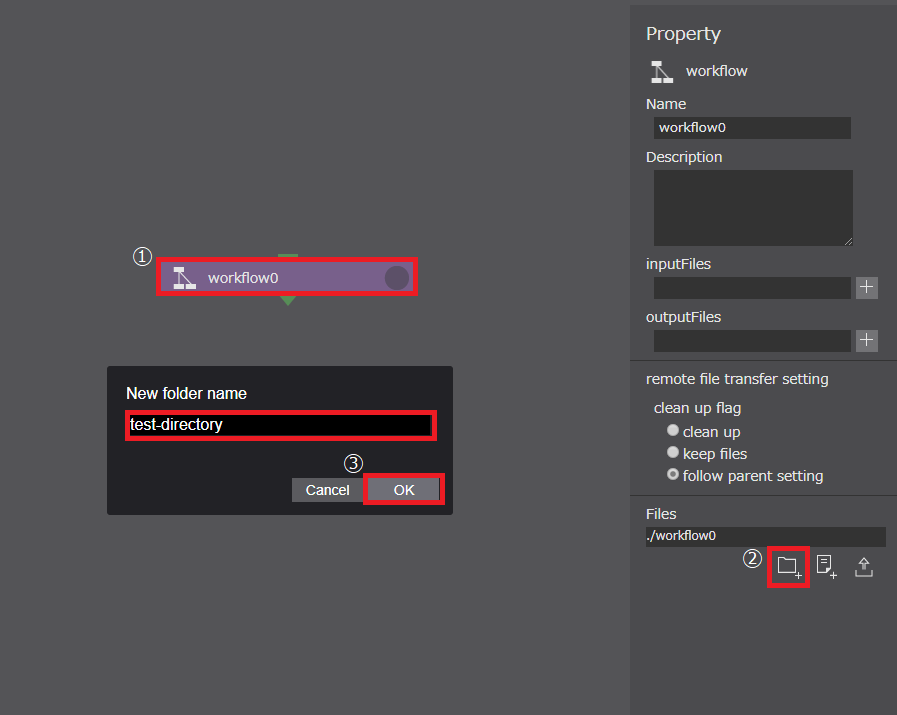 Property
workflow
Name
workflow0
Description
①
workflow0
inputFiles
outputFiles
New folder name
test-directory
③
Cancel
OK
remote file transfer setting
clean up flag
clean up
keep files
follow parent setting
Files
./workflow0
②